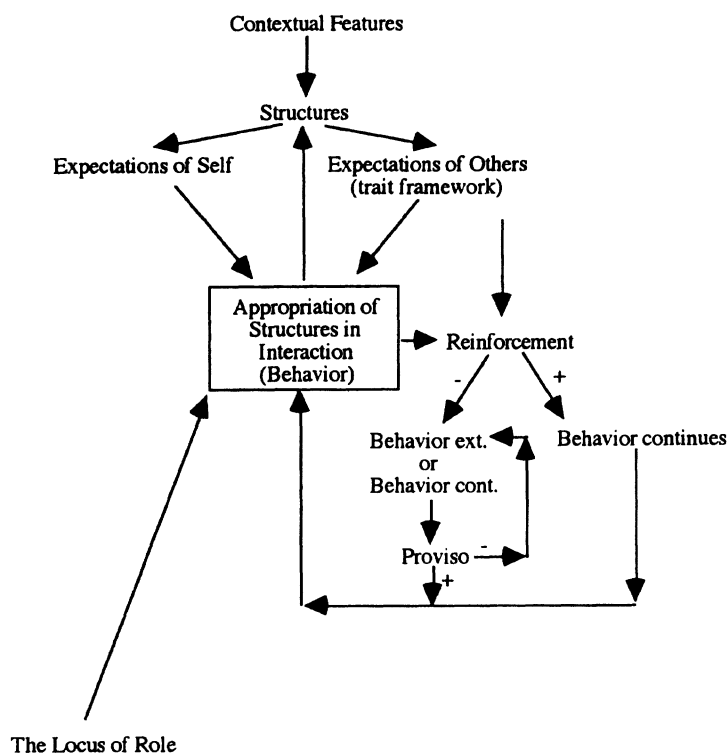 Contextual Features
Structures
Expectations of Self
Expectations of Others
(trait framework)
Appropriation of
Structures in
Interaction
(Behavior)
Reinforcement
-
+
Behavior ext.
or
Behavior cont.
Behavior continues
Proviso
-
+
The Locus of Role